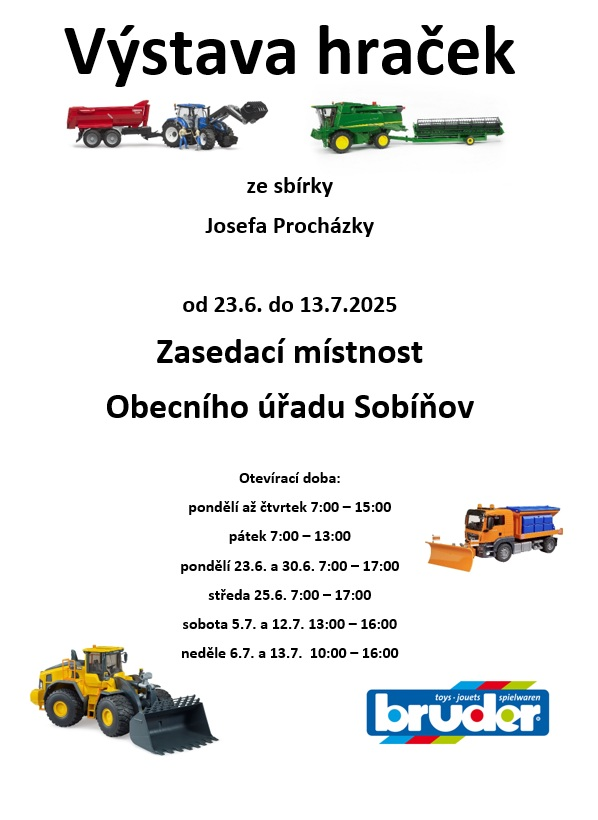 Výstava hraček
ze sbírky
Josefa Procházky
od 23.6. do 13.7.2025
Zasedací místnost
Obecního úřadu Sobíňov
Otevírací doba:
pondělí až čtvrtek 7:00 – 15:00
pátek 7:00 – 13:00
pondělí 23.6. a 30.6. 7:00 – 17:00
středa 25.6. 7:00 – 17:00
sobota 5.7. a 12.7. 13:00 – 16:00
neděle 6.7. a 13.7.  10:00 – 16:00
toys - jouets spielwaren
bruder®